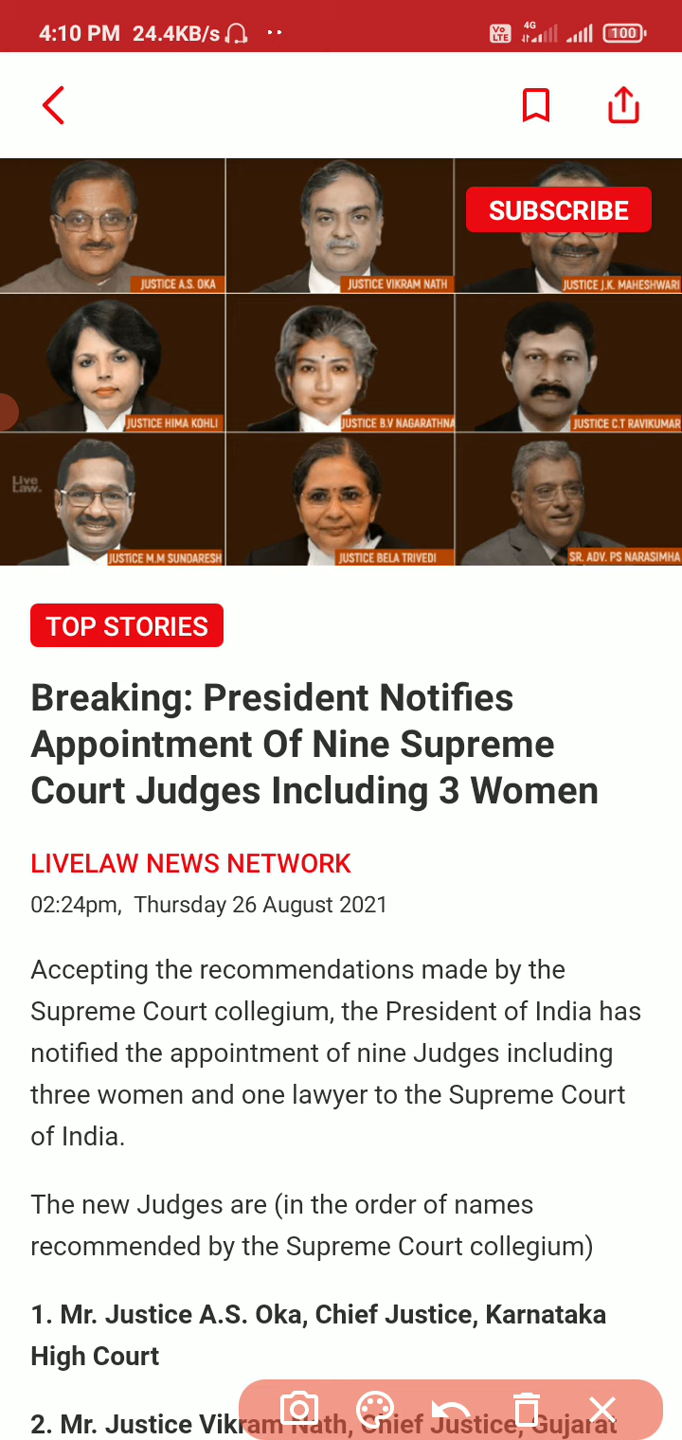 4:10 PM 24.4KB/s
Vo LTE 4G 100
SUBSCRIBE
JUSTICE A.S. OKA JUSTICE VIKRAM NATH JUSTICE J.K. MAHESHWARI
JUSTICE HIMA KOHLI JUSTICE B.V NAGARATHNA JUSTICE C.T RAVIKUMAR
Live
Law.
JUSTICE M.M SUNDARESH JUSTICE BELA TRIVEDI SR. ADV. PS NARASIMHA
TOP STORIES
Breaking: President Notifies
Appointment Of Nine Supreme
Court Judges Including 3 Women
LIVELAW NEWS NETWORK
02:24pm, Thursday 26 August 2021
Accepting the recommendations made by the
Supreme Court collegium, the President of India has
notified the appointment of nine Judges including
three women and one lawyer to the Supreme Court
of India.
The new Judges are (in the order of names
recommended by the Supreme Court collegium)
1. Mr. Justice A.S. Oka, Chief Justice, Karnataka
High Court
2. Mr. Justice Vikram Nath, Chief Justice, Gujarat